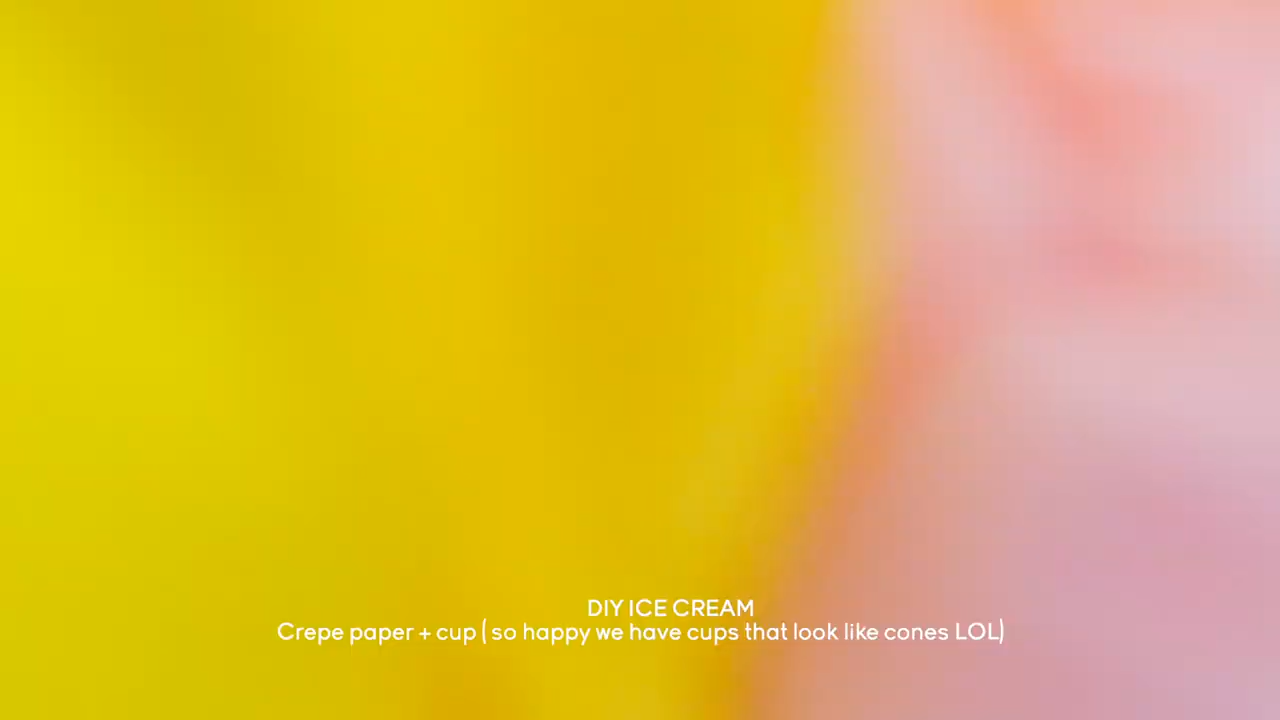 DIY ICE CREAM
Crepe paper + cup ( so happy we have cups that look like cones LOL)